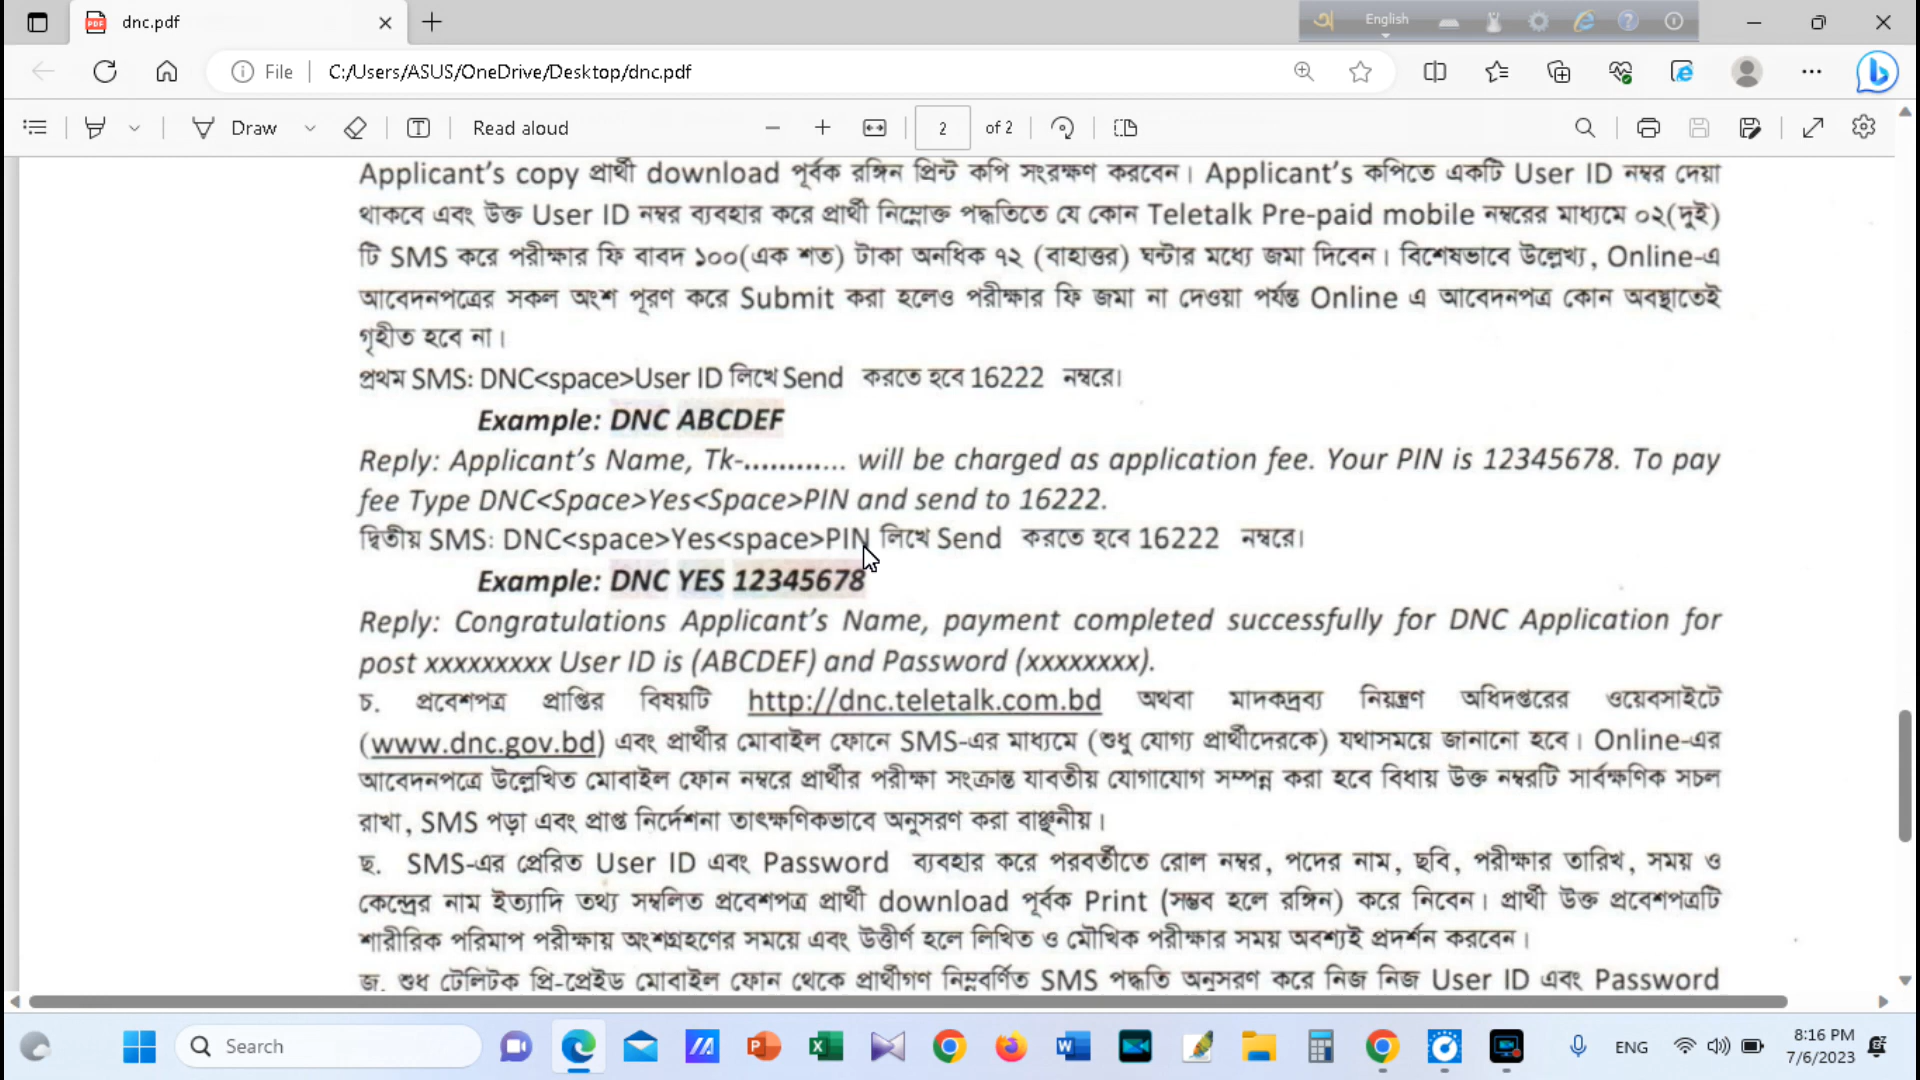 dnc.pdf
English
File
C:/Users/ASUS/OneDrive/Desktop/dnc.pdf
Draw
Read aloud
2
of 2
Applicant's copy প্রার্থী download পূর্বক রঙ্গিন প্রিন্ট কপি সংরক্ষণ করবেন। Applicant's কপিতে একটি User ID নম্বর দেয়া
থাকবে এবং উক্ত User ID নম্বর ব্যবহার করে প্রার্থী নিম্নোক্ত পদ্ধতিতে যে কোন Teletalk Pre-paid mobile নম্বরের মাধ্যমে ০২(দুই)
টি SMS করে পরীক্ষার ফি বাবদ ১০০(এক শত) টাকা অনধিক ৭২ (বাহাত্তর) ঘন্টার মধ্যে জমা দিবেন। বিশেষভাবে উল্লেখ্য, Online-এ
আবেদনপত্রের সকল অংশ পূরণ করে Submit করা হলেও পরীক্ষার ফি জমা না দেওয়া পর্যন্ত Online এ আবেদনপত্র কোন অবস্থাতেই
গৃহীত হবে না।
প্রথম SMS: DNC<space>User ID লিখে Send করতে হবে 16222 নম্বরে।
Example: DNC ABCDEF
Reply: Applicant's Name, Tk-............ will be charged as application fee. Your PIN is 12345678. To pay
fee Type DNC<Space>Yes<Space>PIN and send to 16222.
দ্বিতীয় SMS: DNC<space>Yes<space>PIN লিখে Send করতে হবে 16222 নম্বরে।
Example: DNC YES 12345678
Reply: Congratulations Applicant's Name, payment completed successfully for DNC Application for
post xxxxxxxxx User ID is (ABCDEF) and Password (xxxxxxxx).
চ. প্রবেশপত্র প্রাপ্তির বিষয়টি http://dnc.teletalk.com.bd অথবা মাদকদ্রব্য নিয়ন্ত্রণ অধিদপ্তরের ওয়েবসাইটে
(www.dnc.gov.bd) এবং প্রার্থীর মোবাইল ফোনে SMS-এর মাধ্যমে (শুধু যোগ্য প্রার্থীদেরকে) যথাসময়ে জানানো হবে। Online-এর
আবেদনপত্রে উল্লেখিত মোবাইল ফোন নম্বরে প্রার্থীর পরীক্ষা সংক্রান্ত যাবতীয় যোগাযোগ সম্পন্ন করা হবে বিধায় উক্ত নম্বরটি সার্বক্ষণিক সচল
রাখা, SMS পড়া এবং প্রাপ্ত নির্দেশনা তাৎক্ষণিকভাবে অনুসরণ করা বাঞ্ছনীয়।
ছ. SMS-এর প্রেরিত User ID এবং Password ব্যবহার করে পরবর্তীতে রোল নম্বর, পদের নাম, ছবি, পরীক্ষার তারিখ, সময় ও
কেন্দ্রের নাম ইত্যাদি তথ্য সম্বলিত প্রবেশপত্র প্রার্থী download পূর্বক Print (সম্ভব হলে রঙ্গিন) করে নিবেন। প্রার্থী উক্ত প্রবেশপত্রটি
শারীরিক পরিমাপ পরীক্ষায় অংশগ্রহণের সময়ে এবং উত্তীর্ণ হলে লিখিত ও মৌখিক পরীক্ষার সময় অবশ্যই প্রদর্শন করবেন।
জ. শুধু টেলিটক প্রি-প্রেইড মোবাইল ফোন থেকে প্রার্থীগণ নিম্নবর্ণিত SMS পদ্ধতি অনুসরণ করে নিজ নিজ User ID এবং Password
Search
ENG
8:16 PM
7/6/2023